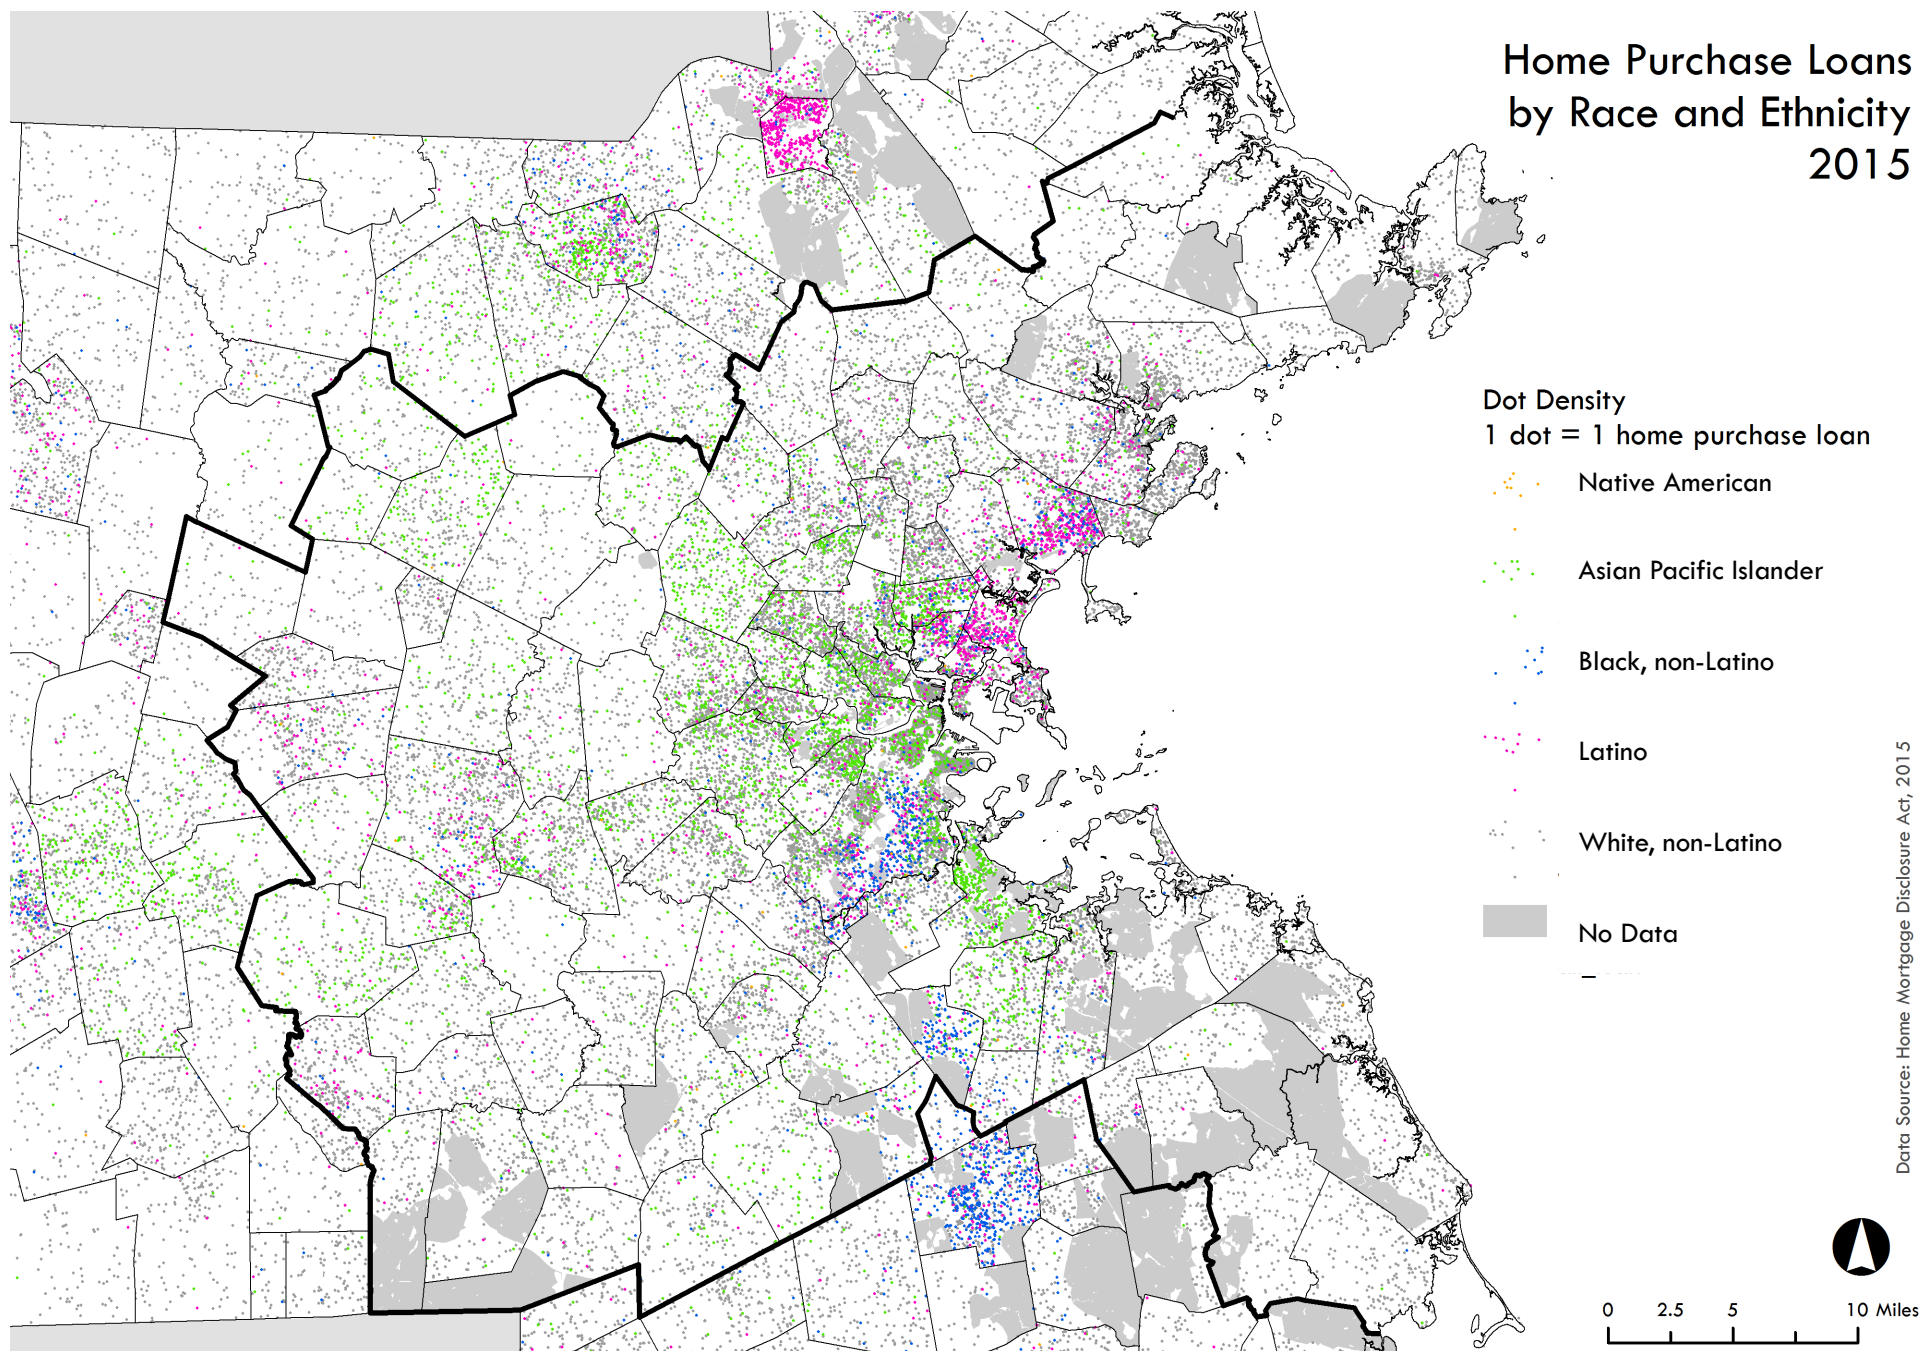 Home Purchase Loans
by Race and Ethnicity
2015
Dot Density
1 dot = 1 home purchase loan
Native American
Asian Pacific Islander
Black, non-Latino
Latino
White, non-Latino
No Data
Data Source: Home Mortgage Disclosure Act, 2015
0 2.5 5 10 Miles